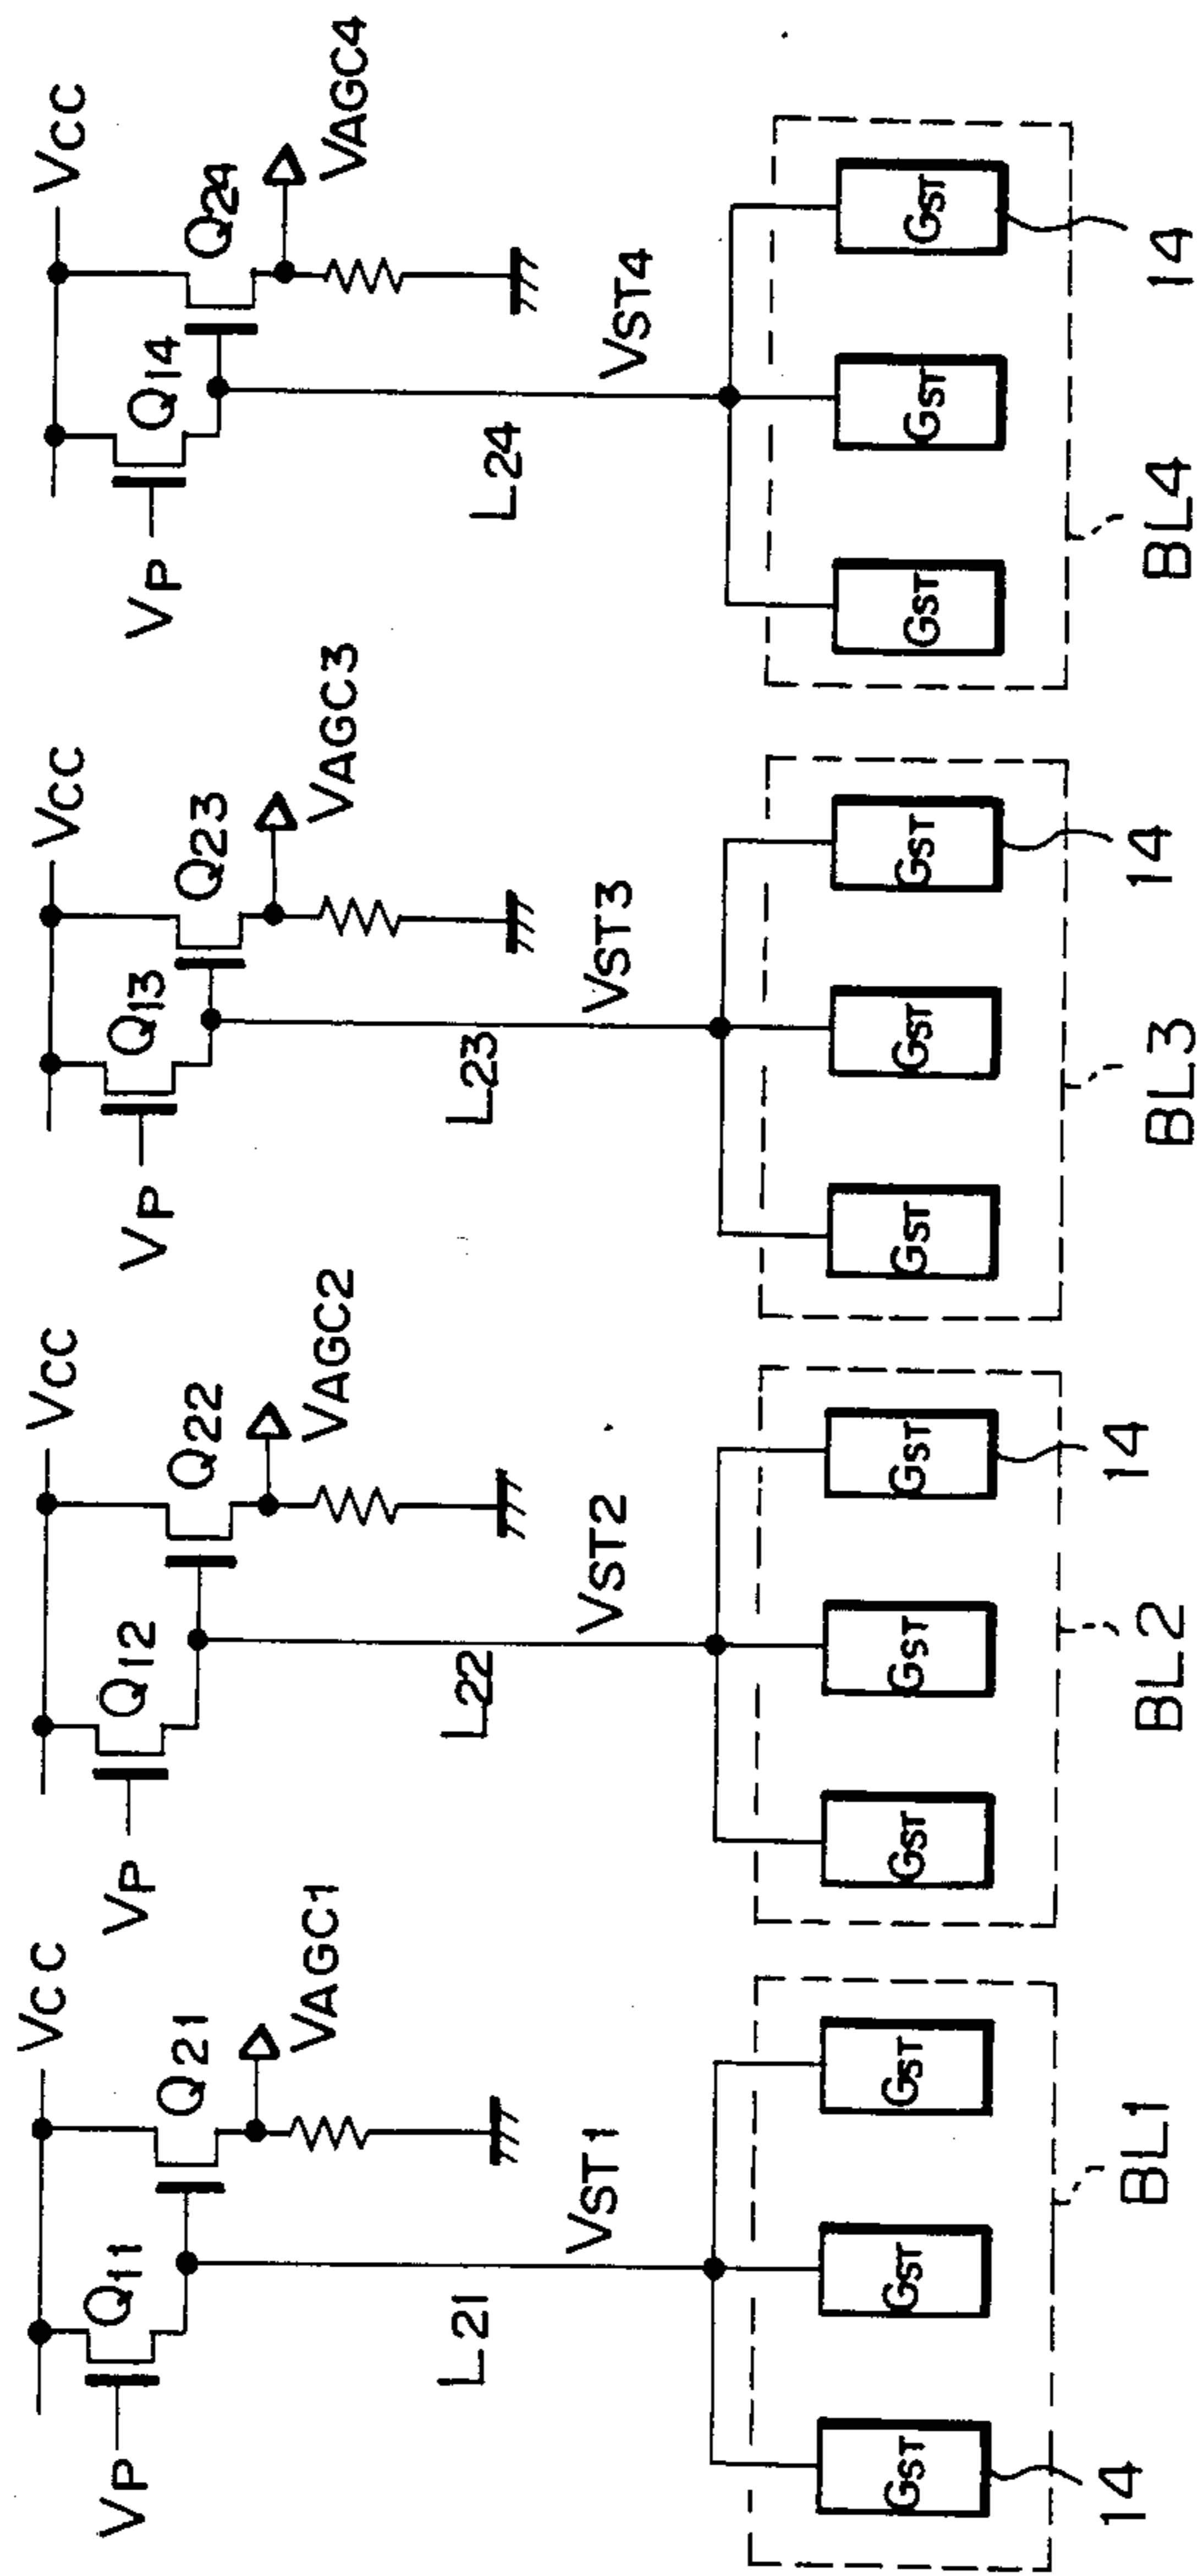 VCC VCC VCC VCC
Q11 Q21 Q12 Q22 Q13 Q23 Q14 Q24
VP VP VP VP
VAGC1 VAGC2 VAGC3 VAGC4
L21 L22 L23 L24
VST1 VST2 VST3 VST4
GST GST GST GST GST GST GST GST GST GST GST GST
14 14 14 14
BL1 BL2 BL3 BL4